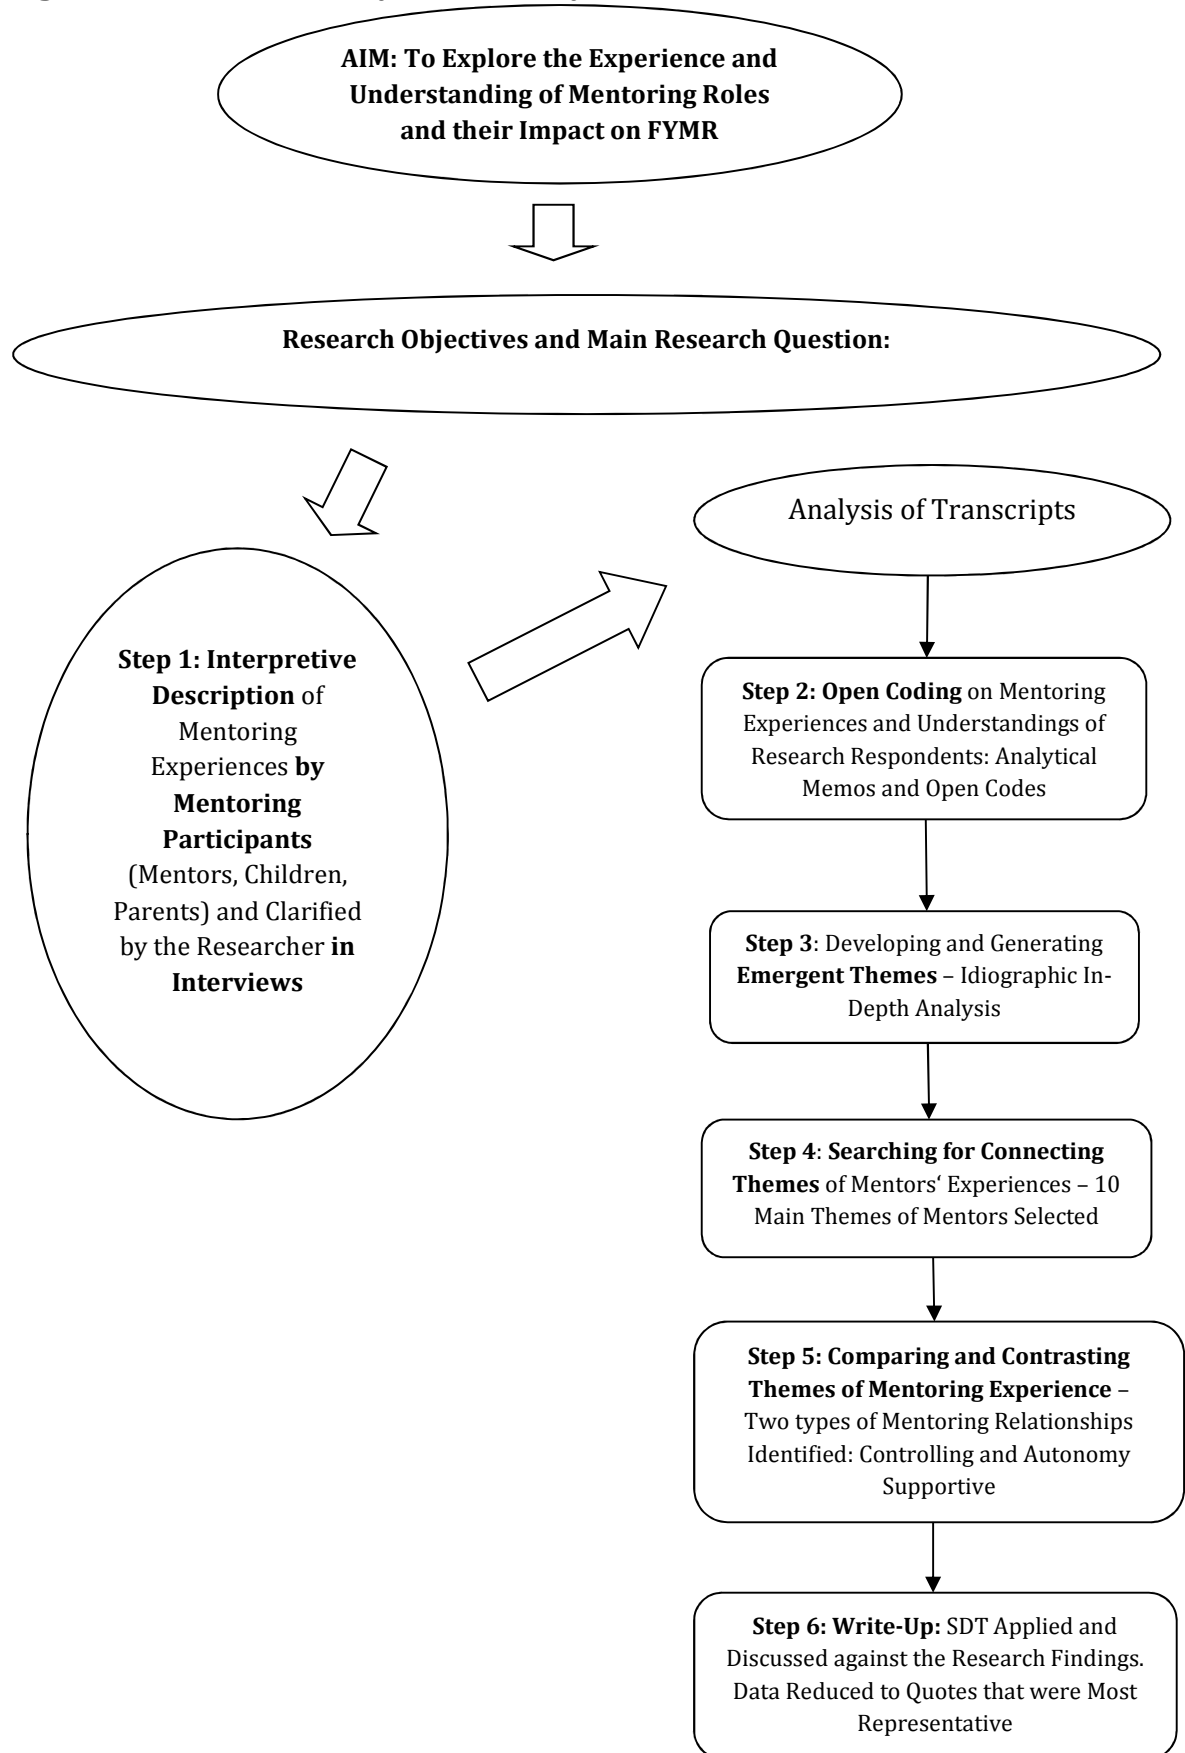 AIM: To Explore the Experience and
Understanding of Mentoring Roles
and their Impact on FYMR
Research Objectives and Main Research Question:
Step 1: Interpretive
Description of
Mentoring
Experiences by
Mentoring
Participants
(Mentors, Children,
Parents) and Clarified
by the Researcher in
Interviews
Analysis of Transcripts
Step 2: Open Coding on Mentoring
Experiences and Understandings of
Research Respondents: Analytical
Memos and Open Codes
Step 3: Developing and Generating
Emergent Themes – Idiographic In-
Depth Analysis
Step 4: Searching for Connecting
Themes of Mentors‘ Experiences – 10
Main Themes of Mentors Selected
Step 5: Comparing and Contrasting
Themes of Mentoring Experience –
Two types of Mentoring Relationships
Identified: Controlling and Autonomy
Supportive
Step 6: Write-Up: SDT Applied and
Discussed against the Research Findings.
Data Reduced to Quotes that were Most
Representative